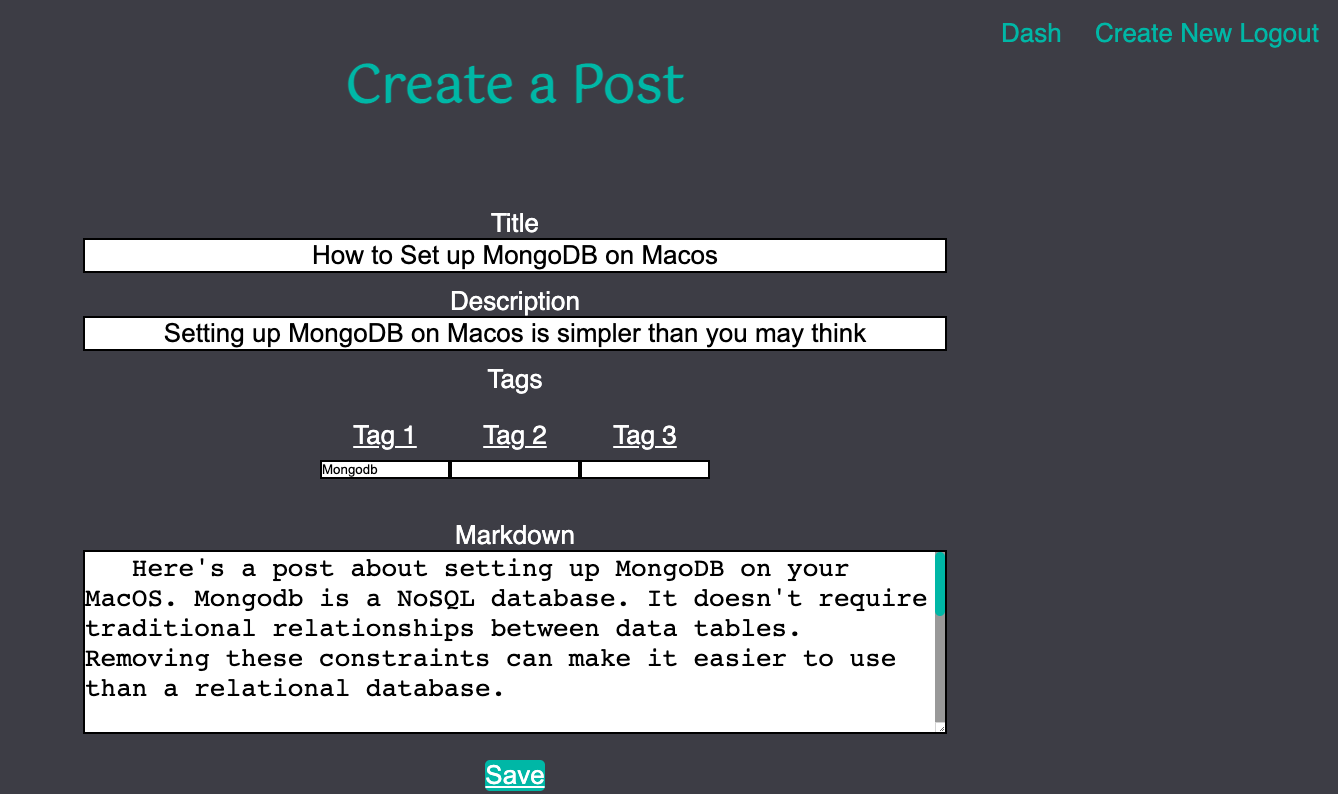 Dash Create New Logout
Create a Post
Title
How to Set up MongoDB on Macos
Description
Setting up MongoDB on Macos is simpler than you may think
Tags
Tag 1 Tag 2 Tag 3
Mongodb
Markdown
Here's a post about setting up MongoDB on your
MacOS. Mongodb is a NoSQL database. It doesn't require
traditional relationships between data tables.
Removing these constraints can make it easier to use
than a relational database.
Save